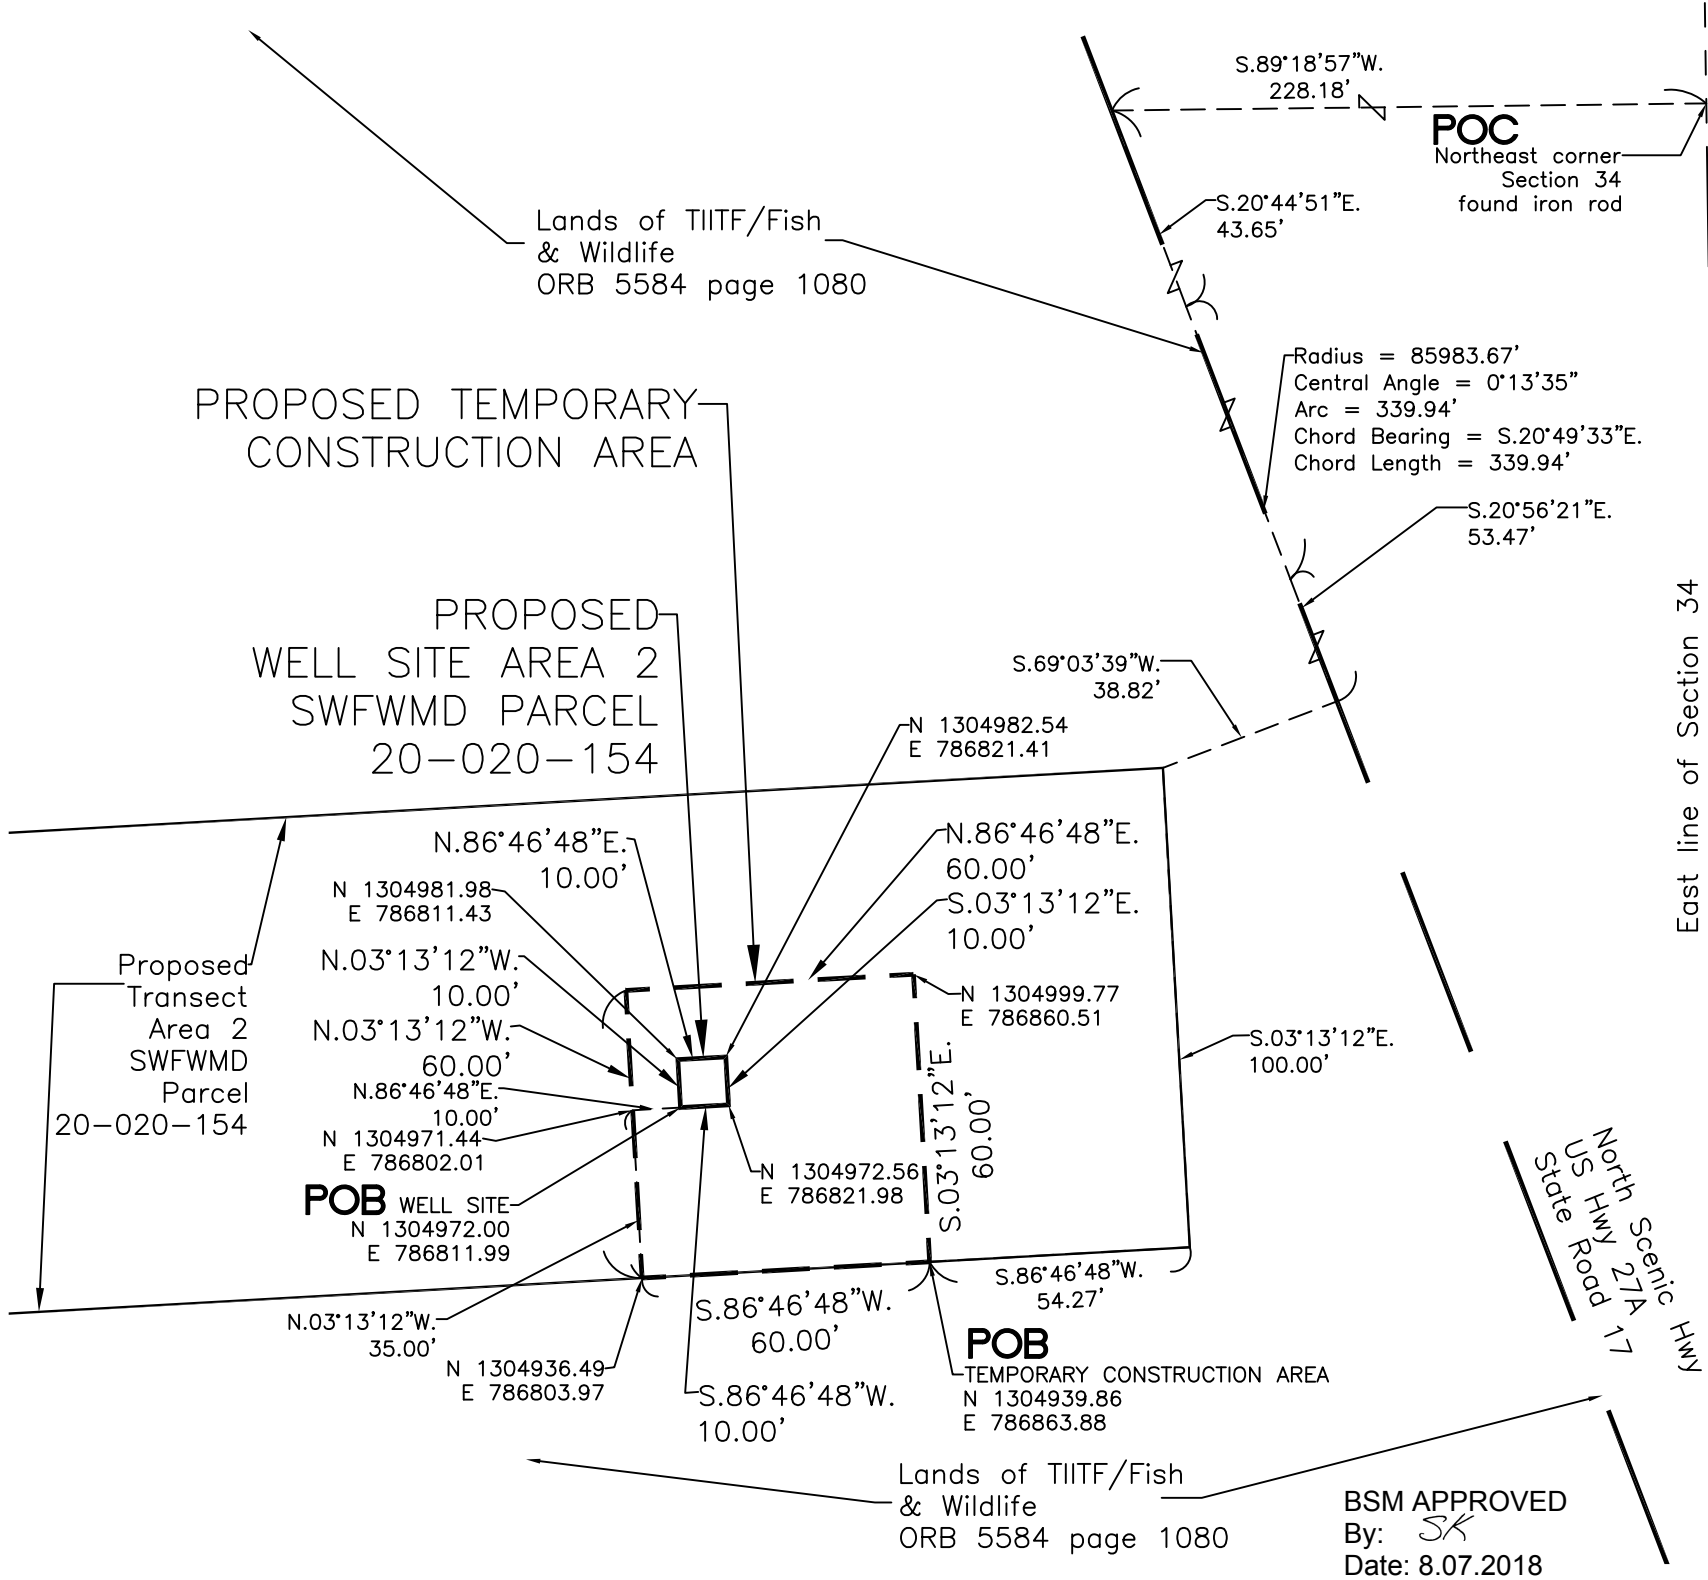 S.89°18'57"W.
228.18'
POC
Northeast corner
Section 34
found iron rod
S.20°44'51"E.
43.65'
Lands of TIITF/Fish
& Wildlife
ORB 5584 page 1080
Radius = 85983.67'
Central Angle = 0°13'35"
Arc = 339.94'
Chord Bearing = S.20°49'33"E.
Chord Length = 339.94'
PROPOSED TEMPORARY
CONSTRUCTION AREA
S.20°56'21"E.
53.47'
East line of Section 34
PROPOSED
WELL SITE AREA 2
SWFWMD PARCEL
20-020-154
S.69°03'39"W.
38.82'
N 1304982.54
E 786821.41
N.86°46'48"E.
10.00'
N.86°46'48"E.
60.00'
N 1304981.98
E 786811.43
S.03°13'12"E.
10.00'
Proposed
Transect
Area 2
SWFWMD
Parcel
20-020-154
N.03°13'12"W.
10.00'
N.03°13'12"W.
60.00'
N 1304999.77
E 786860.51
S.03°13'12"E.
100.00'
N.86°46'48"E.
10.00'
N 1304971.44
E 786802.01
S.03°13'12"E.
60.00'
N 1304972.56
E 786821.98
POB WELL SITE
N 1304972.00
E 786811.99
North Scenic Hwy
US Hwy 27A
State Road 17
S.86°46'48"W.
54.27'
N.03°13'12"W.
35.00'
S.86°46'48"W.
60.00'
N 1304936.49
E 786803.97
POB
TEMPORARY CONSTRUCTION AREA
N 1304939.86
E 786863.88
S.86°46'48"W.
10.00'
Lands of TIITF/Fish
& Wildlife
ORB 5584 page 1080
BSM APPROVED
By: SK
Date: 8.07.2018